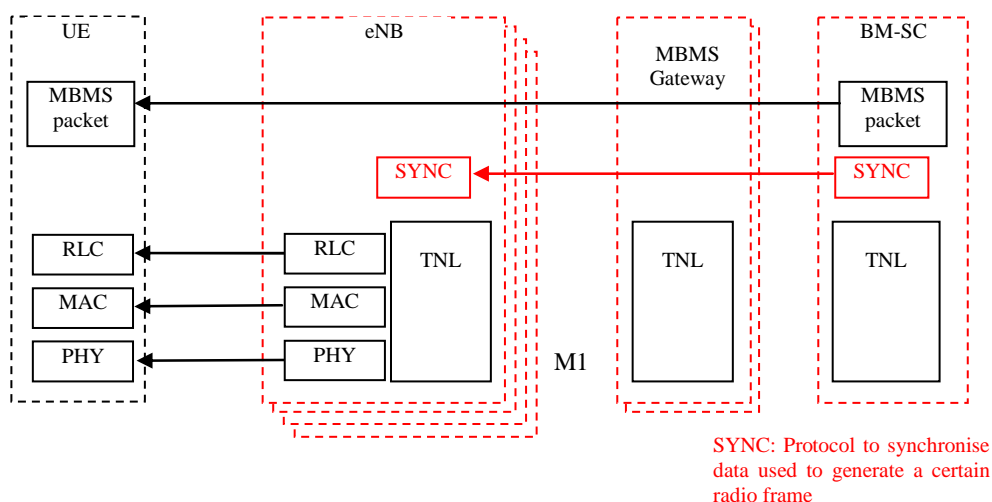 UE
eNB
MBMS
Gateway
BM-SC
MBMS
packet
MBMS
packet
SYNC
SYNC
RLC
RLC
TNL
TNL
TNL
MAC
MAC
PHY
PHY
M1
SYNC: Protocol to synchronise
data used to generate a certain
radio frame